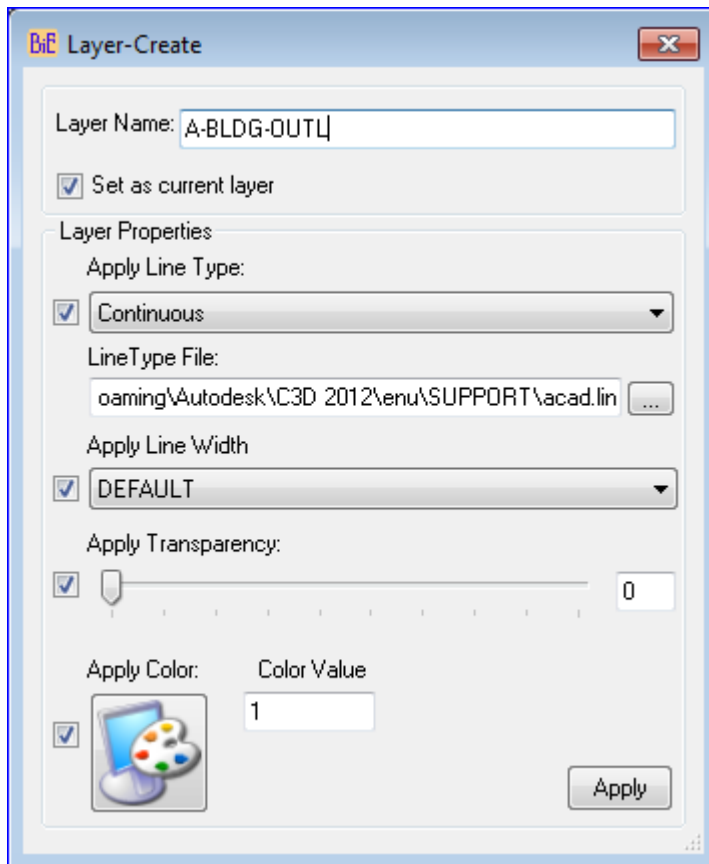 BiE Layer-Create
Layer Name: A-BLDG-OUTL
Set as current layer
Layer Properties
Apply Line Type:
Continuous
LineType File:
oaming\Autodesk\C3D 2012\enu\SUPPORT\acad.lin ...
Apply Line Width
DEFAULT
Apply Transparency:
0
Apply Color: Color Value
1
Apply